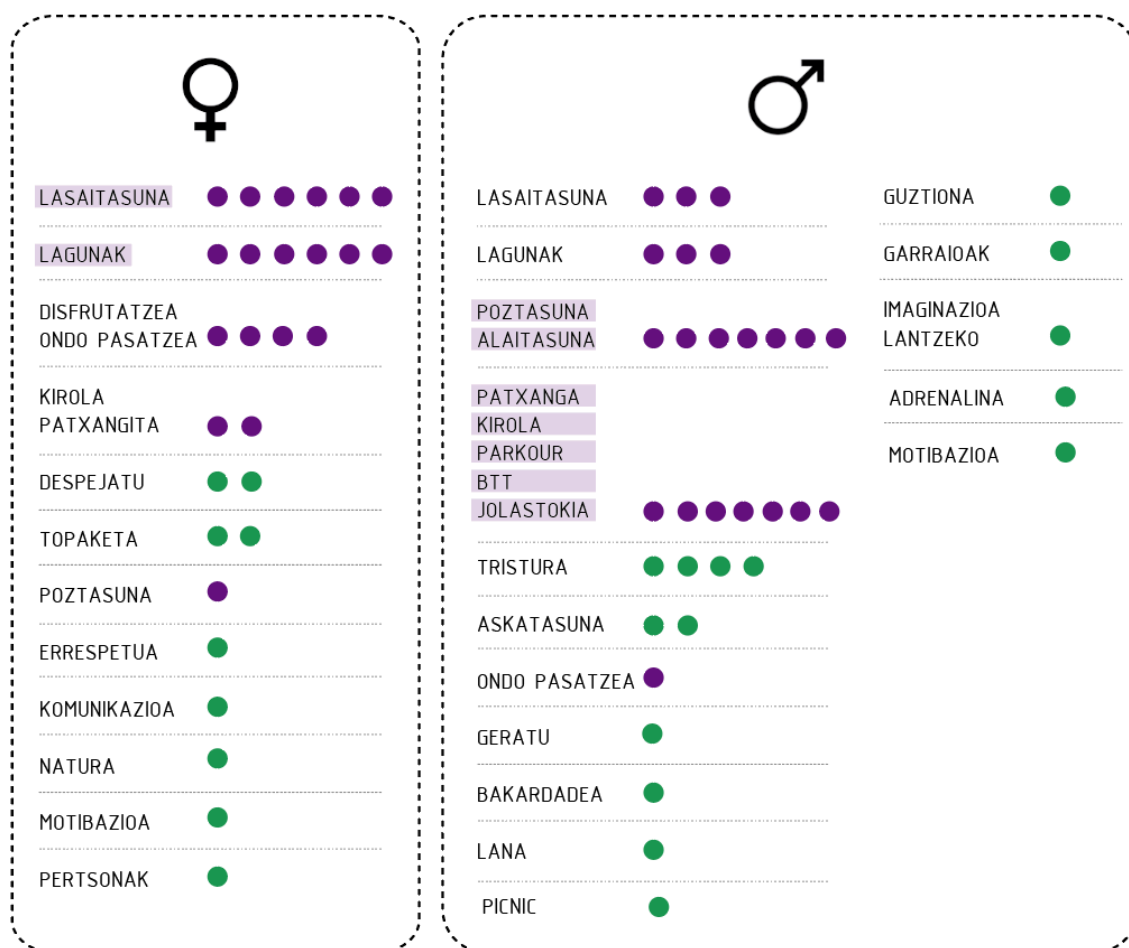 LASAITASUNA
LAGUNAK
DISFRUTATZEA
ONDO PASATZEA
KIROLA
PATXANGITA
DESPEJATU
TOPAKETA
POZTASUNA
ERRESPETUA
KOMUNIKAZIOA
NATURA
MOTIBAZIOA
PERTSONAK
LASAITASUNA
LAGUNAK
POZTASUNA
ALAITASUNA
PATXANGA
KIROLA
PARKOUR
BTT
JOLASTOKIA
TRISTURA
ASKATASUNA
ONDO PASATZEA
GERATU
BAKARDADEA
LANA
PICNIC
GUZTIONA
GARRAIOAK
IMAGINAZIOA
LANTZEKO
ADRENALINA
MOTIBAZIOA